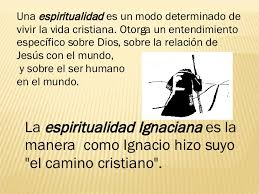 Una espiritualidad es un modo determinado de
vivir la vida cristiana. Otorga un entendimiento
específico sobre Dios, sobre la relación de
Jesús con el mundo,
y sobre el ser humano
en el mundo.
La espiritualidad Ignaciana es la
manera como Ignacio hizo suyo
"el camino cristiano".